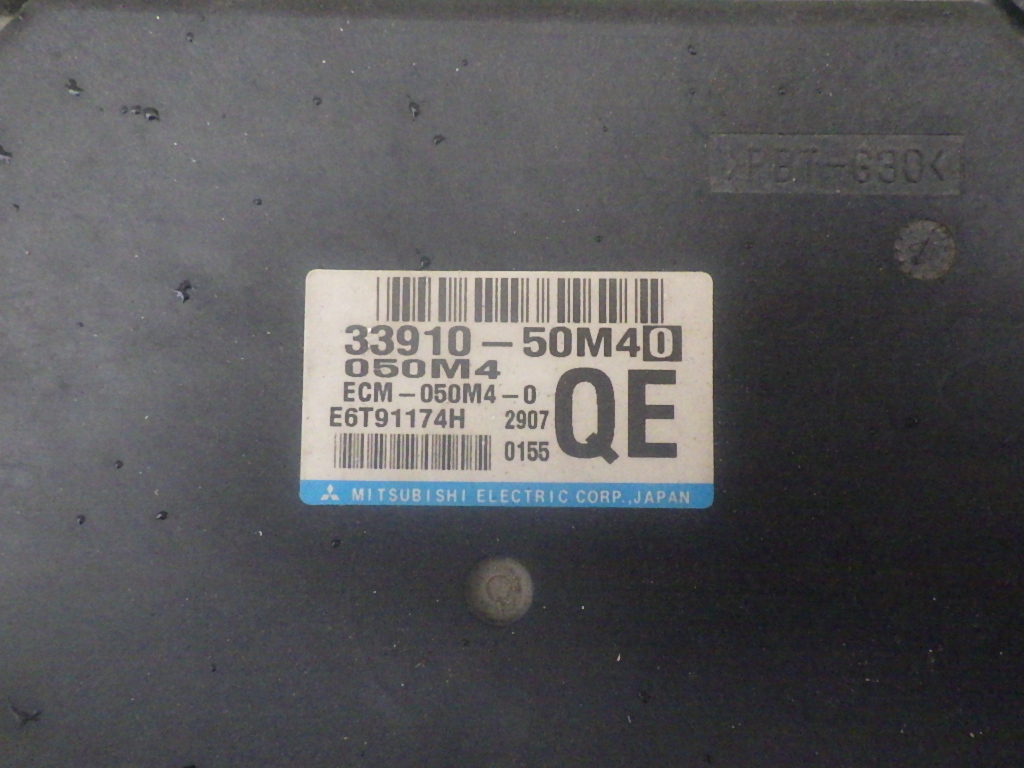 >PBT-G30<
33910-50M40
050M4
ECM-050M4-0
QE
E6T91174H 2907
0155
MITSUBISHI ELECTRIC CORP., JAPAN